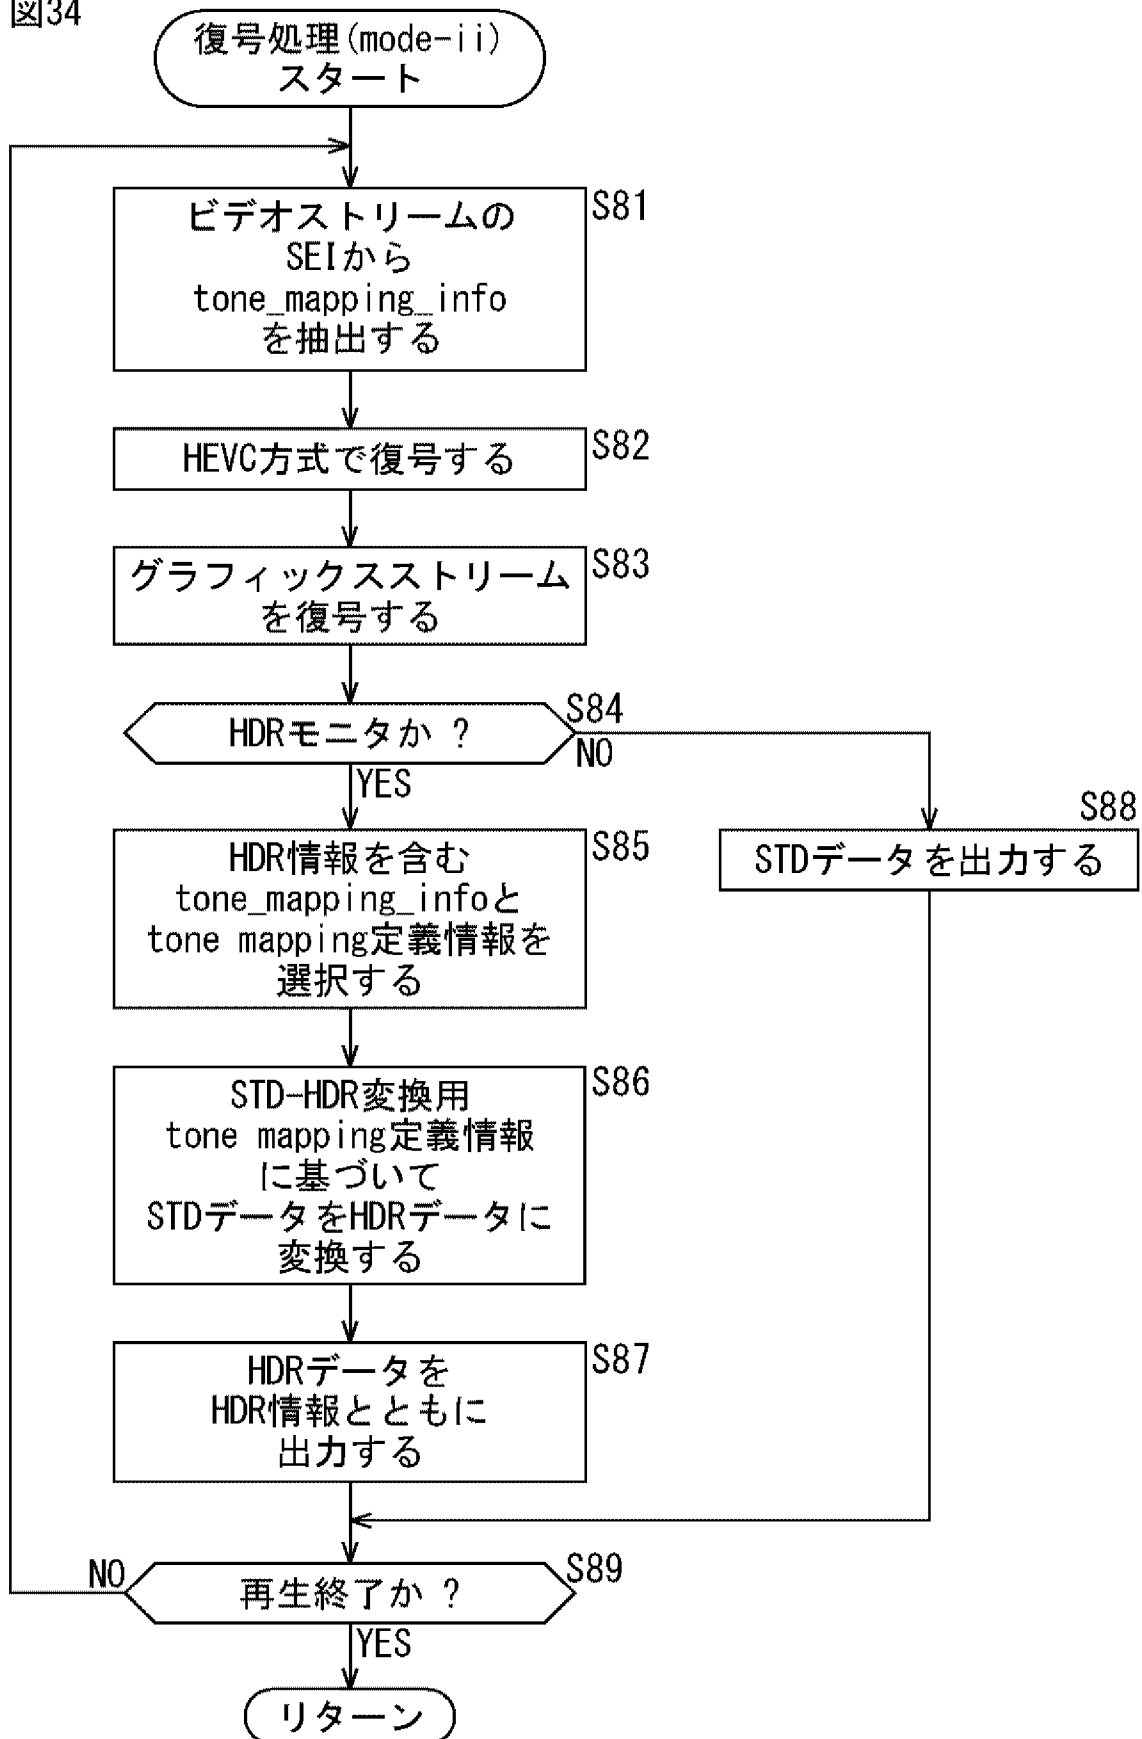 図34
復号処理(mode-ii)
スタート
ビデオストリームの
SEIから
tone_mapping_info
を抽出する
S81
HEVC方式で復号する
S82
グラフィックスストリーム
を復号する
S83
HDRモニタか ?
S84
NO
YES
HDR情報を含む
tone_mapping_infoと
tone mapping定義情報を
選択する
S85
S88
STDデータを出力する
STD-HDR変換用
tone mapping定義情報
に基づいて
STDデータをHDRデータに
変換する
S86
HDRデータを
HDR情報とともに
出力する
S87
NO
再生終了か ?
S89
YES
リターン